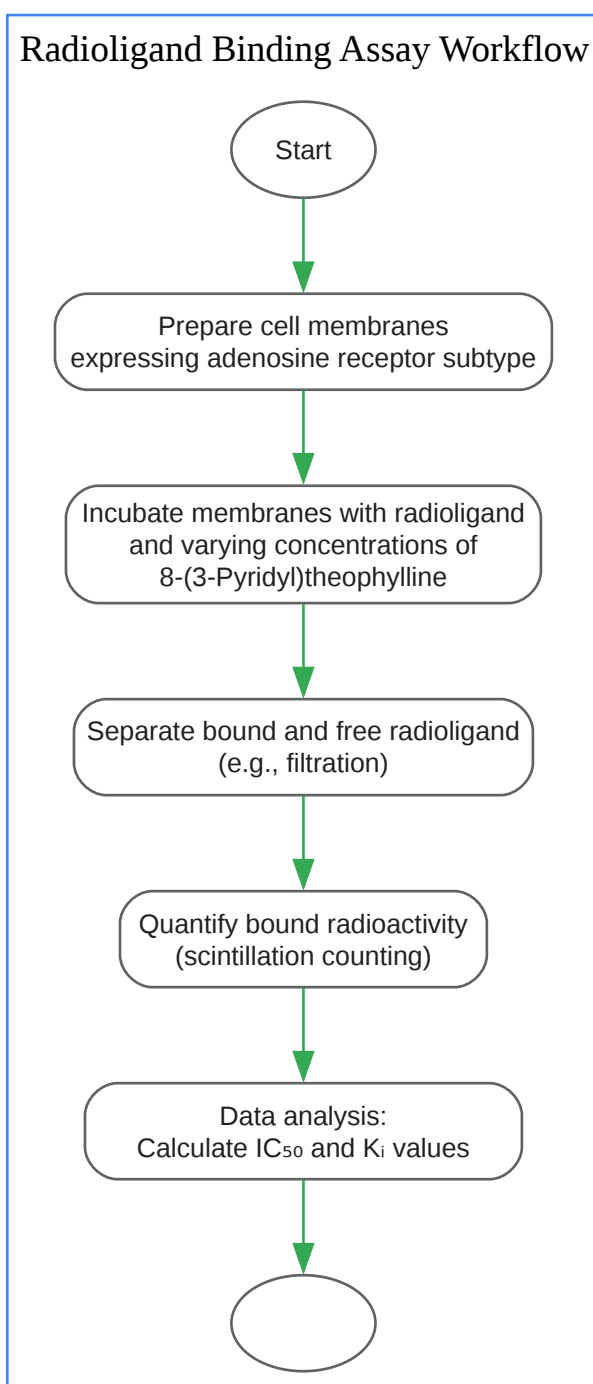 Radioligand Binding Assay Workflow
Start
Prepare cell membranes
expressing adenosine receptor subtype
Incubate membranes with radioligand
and varying concentrations of
8-(3-Pyridyl)theophylline
Separate bound and free radioligand
(e.g., filtration)
Quantify bound radioactivity
(scintillation counting)
Data analysis:
Calculate IC₅₀ and Kᵢ values